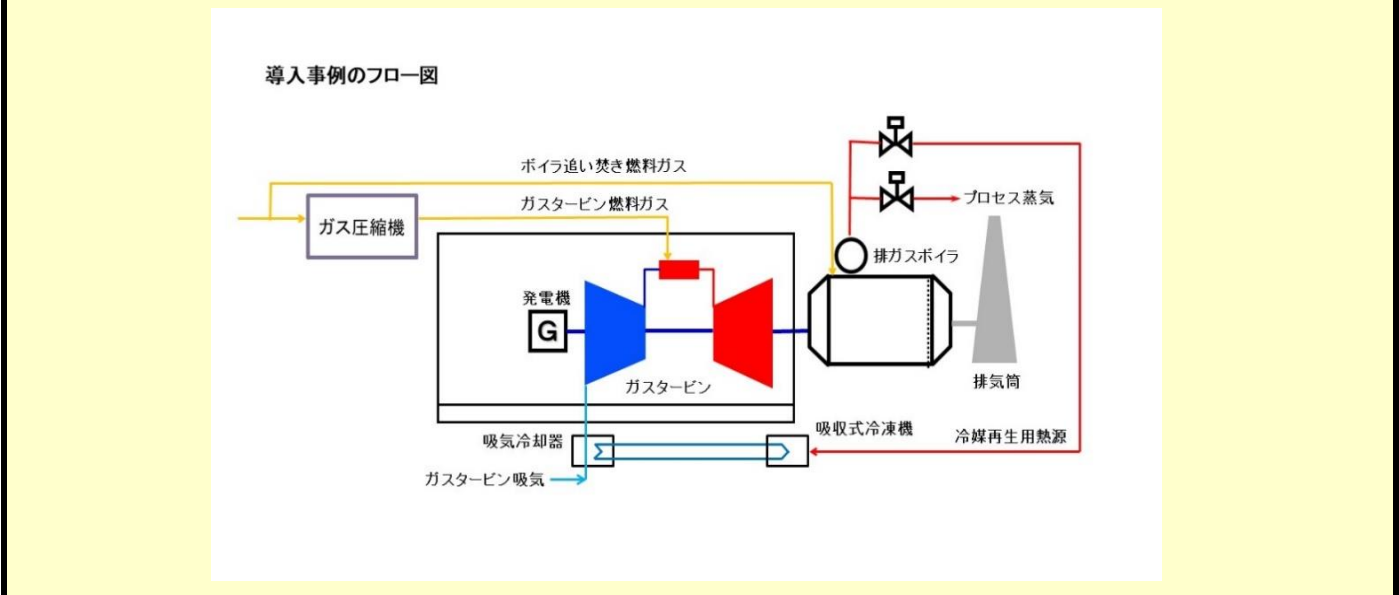 導入事例のフロー図
ボイラ追い焚き燃料ガス
ガスタービン燃料ガス
プロセス蒸気
ガス圧縮機
排ガスボイラ
発電機
G
ガスタービン
排気筒
吸気冷却器
吸収式冷凍機
冷媒再生用熱源
ガスタービン吸気